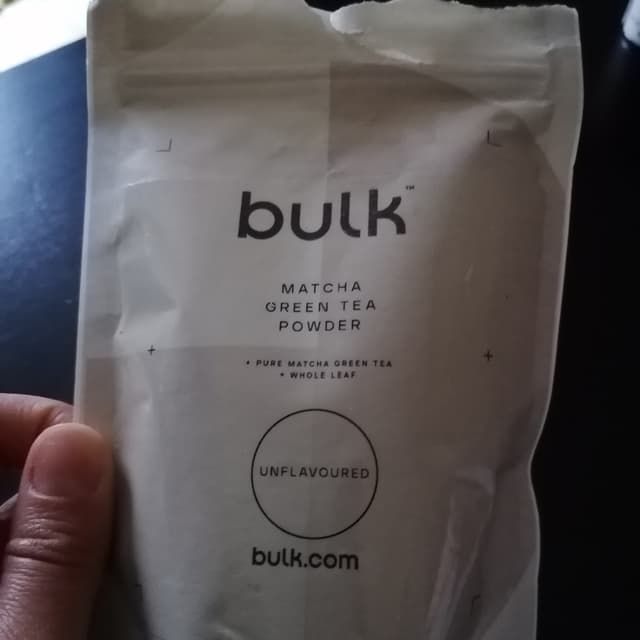 bulk™
MATCHA
GREEN TEA
POWDER
+ PURE MATCHA GREEN TEA
+ WHOLE LEAF
UNFLAVOURED
bulk.com